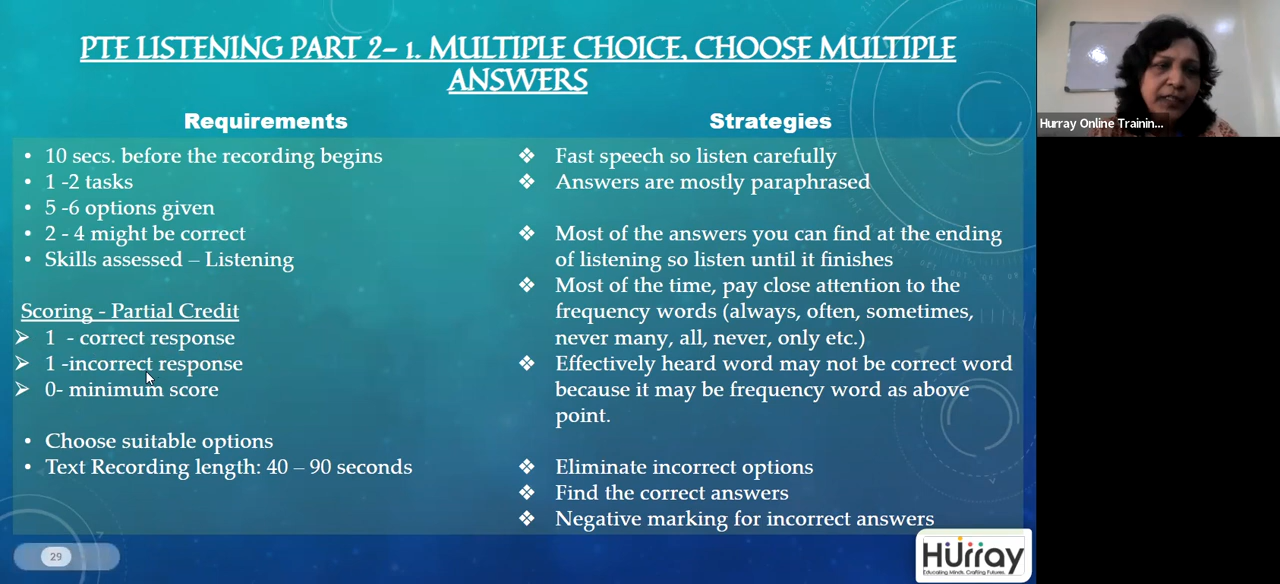 PTE LISTENING PART 2– 1. MULTIPLE CHOICE, CHOOSE MULTIPLE
ANSWERS
Requirements
• 10 secs. before the recording begins
• 1 -2 tasks
• 5 -6 options given
• 2 - 4 might be correct
• Skills assessed – Listening
Scoring - Partial Credit
➢ 1 - correct response
➢ 1 -incorrect response
➢ 0- minimum score
• Choose suitable options
• Text Recording length: 40 – 90 seconds
Strategies
❖ Fast speech so listen carefully
❖ Answers are mostly paraphrased
❖ Most of the answers you can find at the ending
of listening so listen until it finishes
❖ Most of the time, pay close attention to the
frequency words (always, often, sometimes,
never many, all, never, only etc.)
❖ Effectively heard word may not be correct word
because it may be frequency word as above
point.
❖ Eliminate incorrect options
❖ Find the correct answers
❖ Negative marking for incorrect answers
29
Hurray
Educating Minds. Crafting Futures.
Hurray Online Trainin...